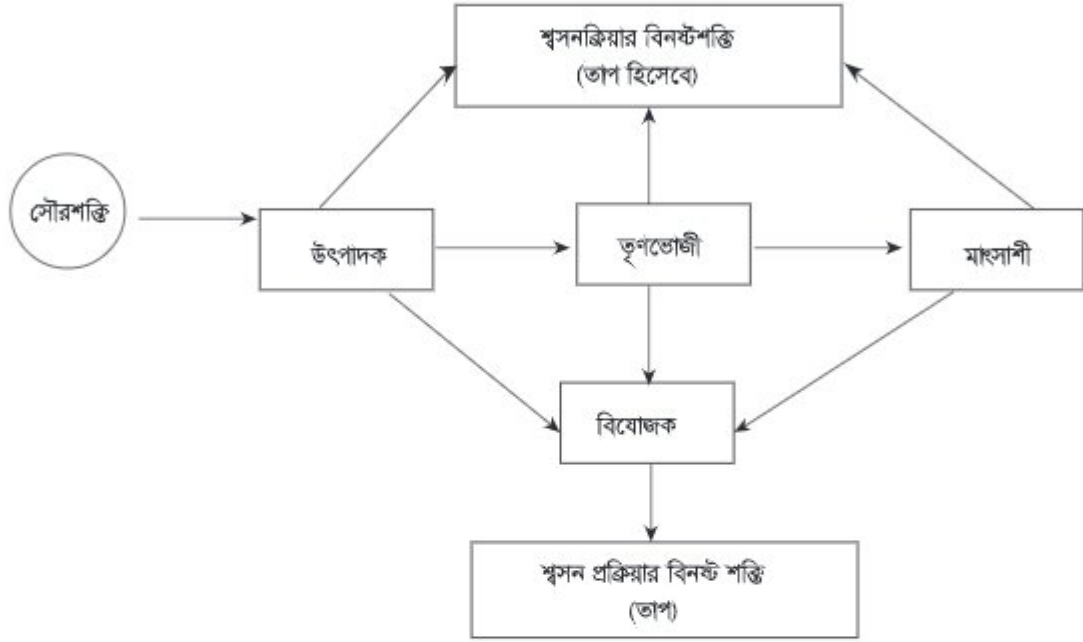 শ্বসনক্রিয়ার বিনষ্টশক্তি
(তাপ হিসেবে)
সৌরশক্তি
উৎপাদক
তৃণভোজী
মাংসাশী
বিযোজক
শ্বসন প্রক্রিয়ার বিনষ্ট শক্তি
(তাপ)